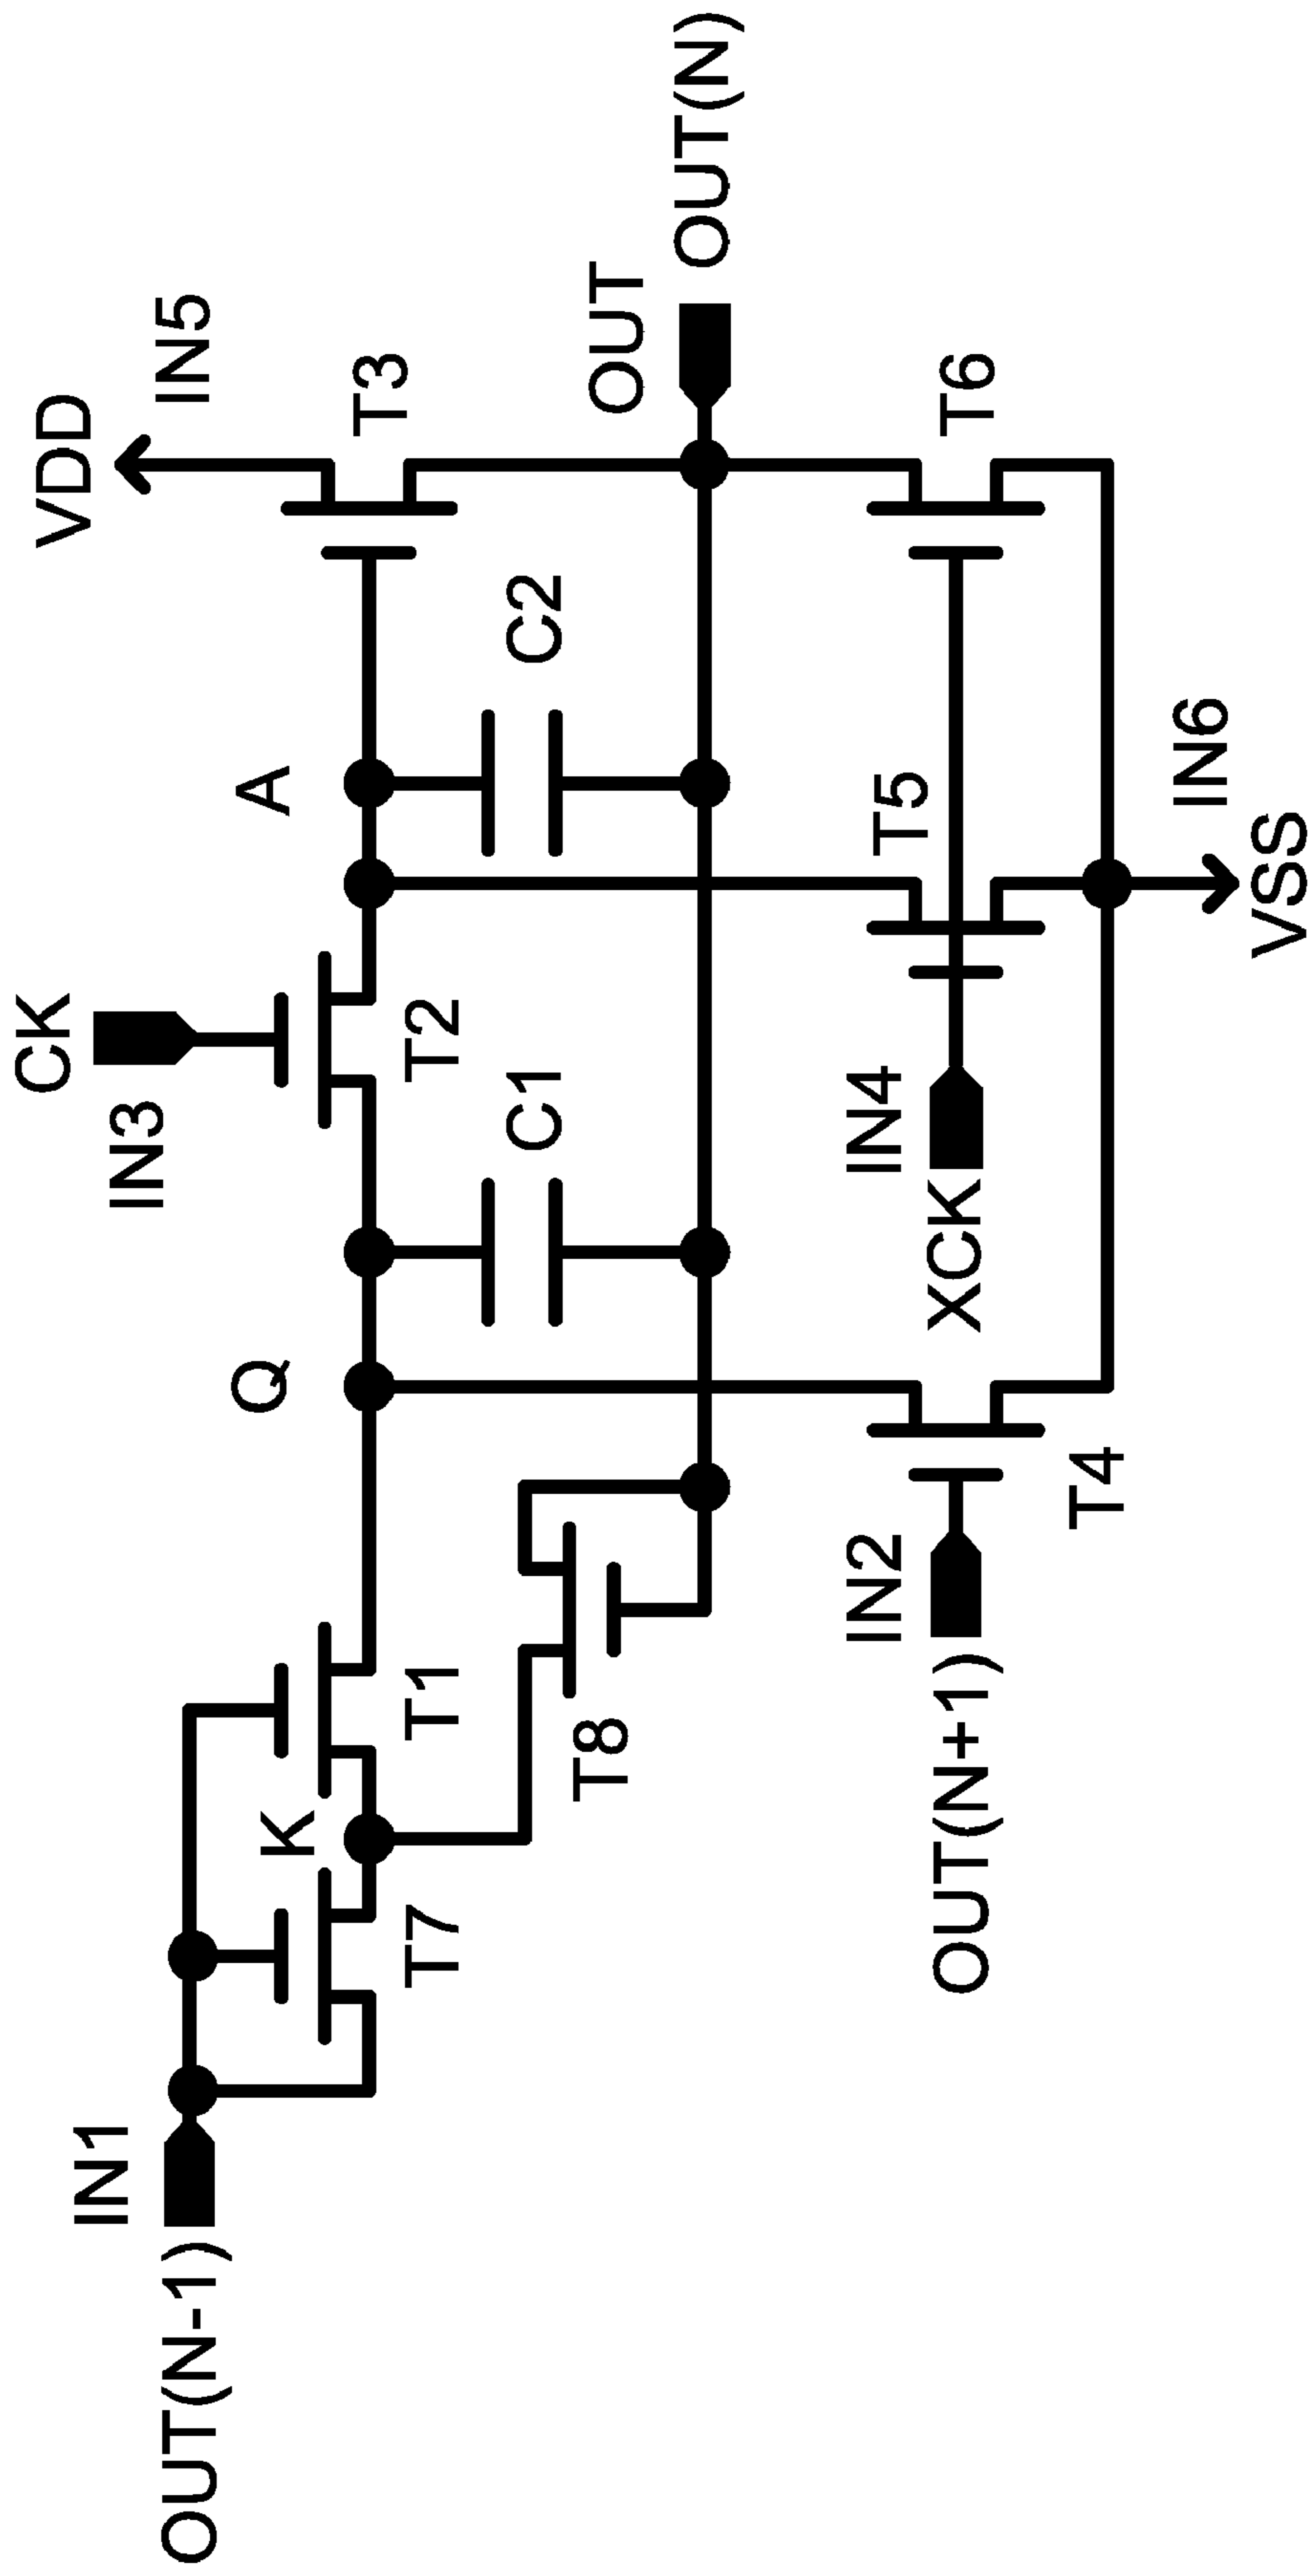 VDD
IN5
CK
IN3
A
T3
Q
T2
IN1
K
T1
C1
C2
OUT
OUT(N-1)
T7
OUT(N)
T8
IN2
IN4
T5
T6
OUT(N+1)
XCK
T4
IN6
VSS